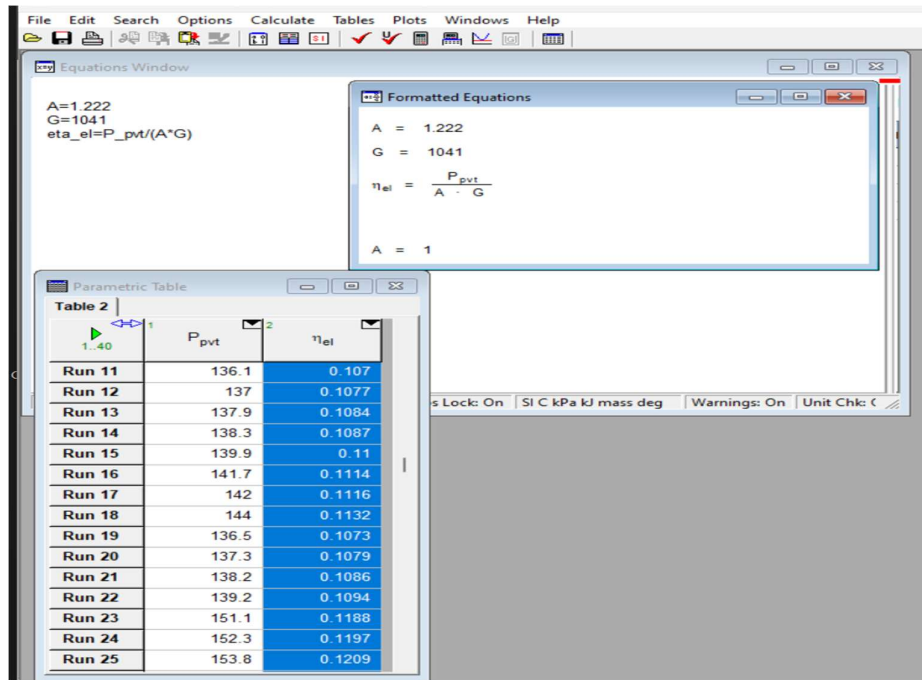 File Edit Search Options Calculate Tables Plots Windows Help
Equations Window
A=1.222
G=1041
eta_el=P_pvt/(A*G)
Formatted Equations
A = 1.222
G = 1041
ηel = Ppvt / A · G
A = 1
Parametric Table
Table 2
1..40 1 Ppvt 2 ηel
Run 11 136.1 0.107
Run 12 137 0.1077
Run 13 137.9 0.1084
Run 14 138.3 0.1087
Run 15 139.9 0.11
Run 16 141.7 0.1114
Run 17 142 0.1116
Run 18 144 0.1132
Run 19 136.5 0.1073
Run 20 137.3 0.1079
Run 21 138.2 0.1086
Run 22 139.2 0.1094
Run 23 151.1 0.1188
Run 24 152.3 0.1197
Run 25 153.8 0.1209
s Lock: On SI C kPa kJ mass deg Warnings: On Unit Chk: (